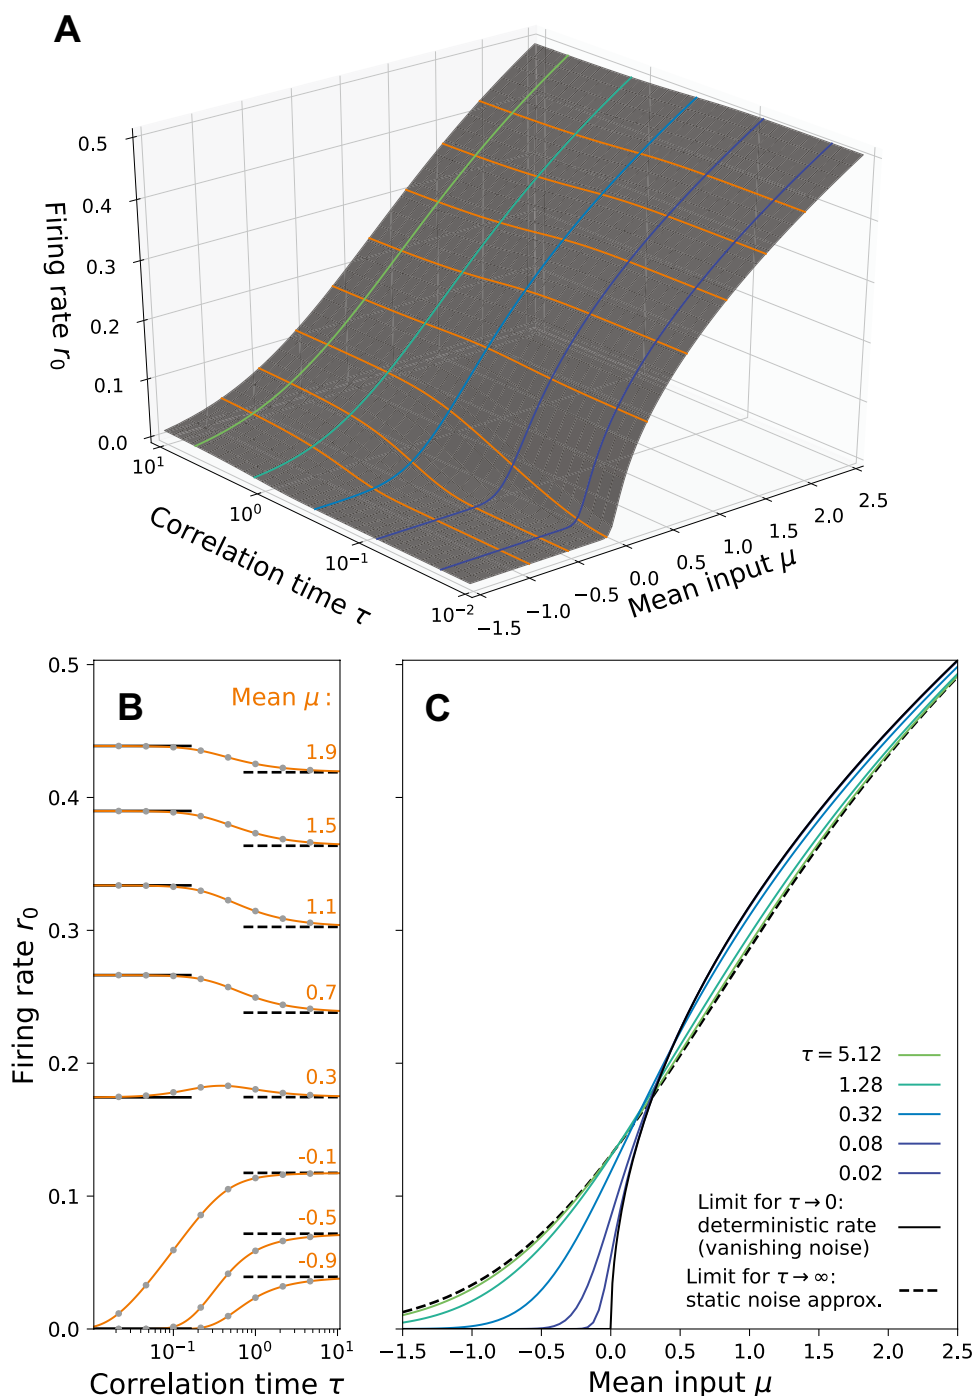 A
Firing rate r₀
0.5
0.4
0.3
0.2
0.1
0.0
10¹
10⁰
10⁻¹
10⁻²
Correlation time τ
−1.5
−1.0
−0.5
0.0
0.5
1.0
1.5
2.0
2.5
Mean input μ
B
Mean μ :
1.9
1.5
1.1
0.7
0.3
-0.1
-0.5
-0.9
Firing rate r₀
0.5
0.4
0.3
0.2
0.1
0.0
10⁻¹ 10⁰ 10¹
Correlation time τ
C
τ = 5.12
1.28
0.32
0.08
0.02
Limit for τ → 0:
deterministic rate
(vanishing noise)
Limit for τ → ∞:
static noise approx.
−1.5 −1.0 −0.5 0.0 0.5 1.0 1.5 2.0 2.5
Mean input μ